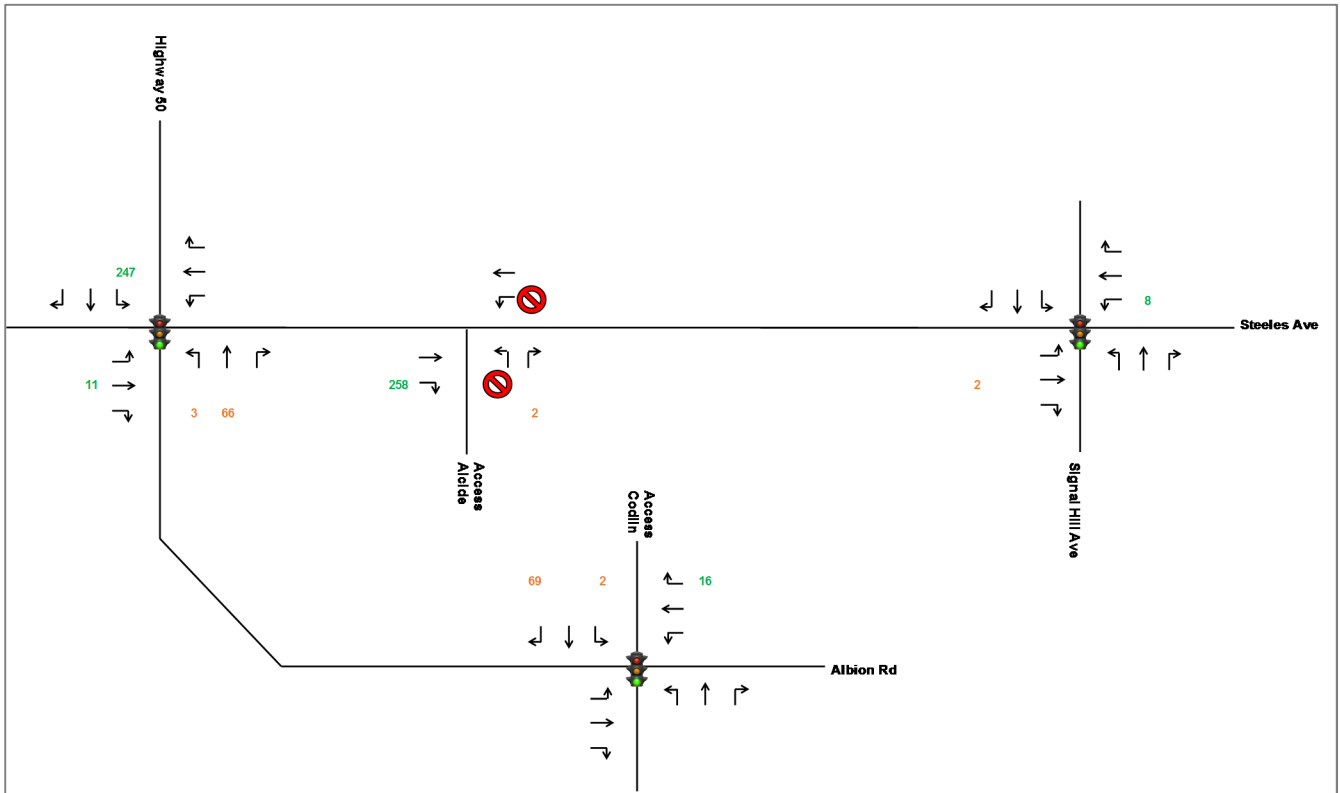 Highway 50
247
8
Steeles Ave
11
258
2
3
66
2
Access
Alcide
Signal Hill Ave
Access
Codlin
69
2
16
Albion Rd